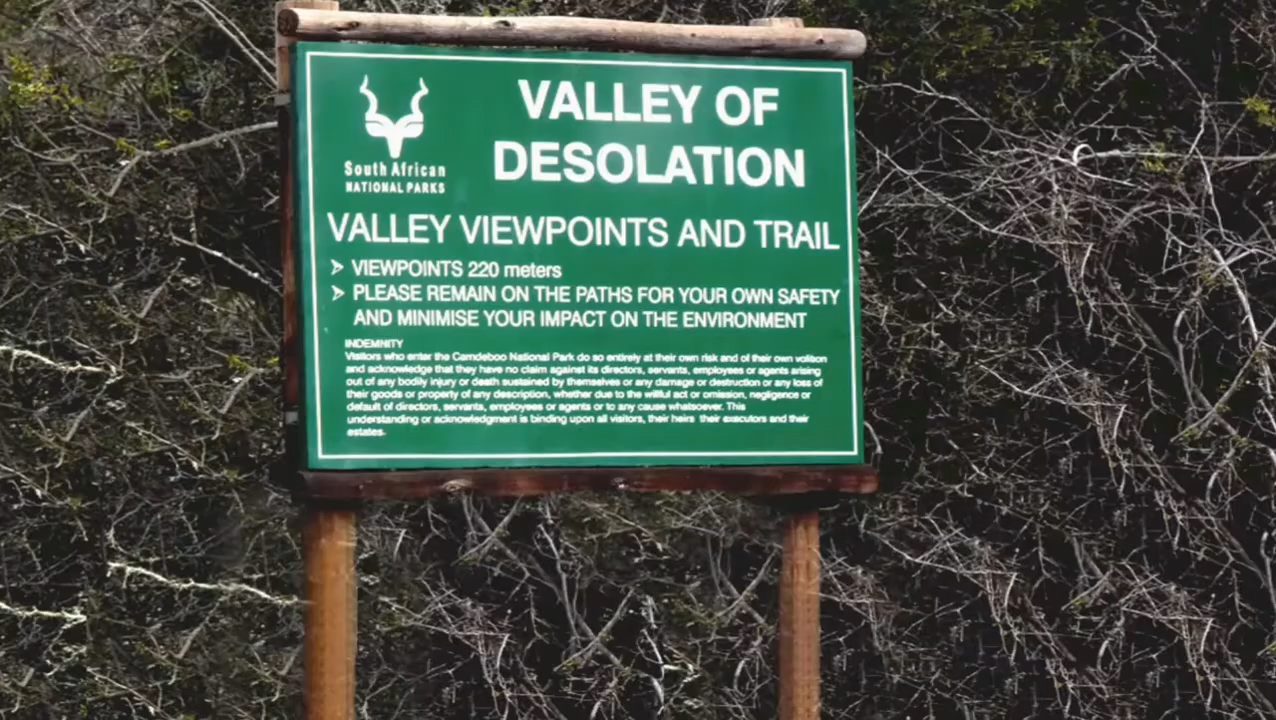 South African
NATIONAL PARKS
VALLEY OF
DESOLATION
VALLEY VIEWPOINTS AND TRAIL
➢ VIEWPOINTS 220 meters
➢ PLEASE REMAIN ON THE PATHS FOR YOUR OWN SAFETY
AND MINIMISE YOUR IMPACT ON THE ENVIRONMENT
INDEMNITY
Visitors who enter the Camdeboo National Park do so entirely at their own risk and of their own volition
and acknowledge that they have no claim against its directors, servants, employees or agents arising
out of any bodily injury or death sustained by themselves or any damage or destruction or any loss of
their goods or property of any description, whether due to the willful act or omission, negligence or
default of directors, servants, employees or agents or to any cause whatsoever. This
understanding or acknowledgment is binding upon all visitors, their heirs their executors and their
estates.